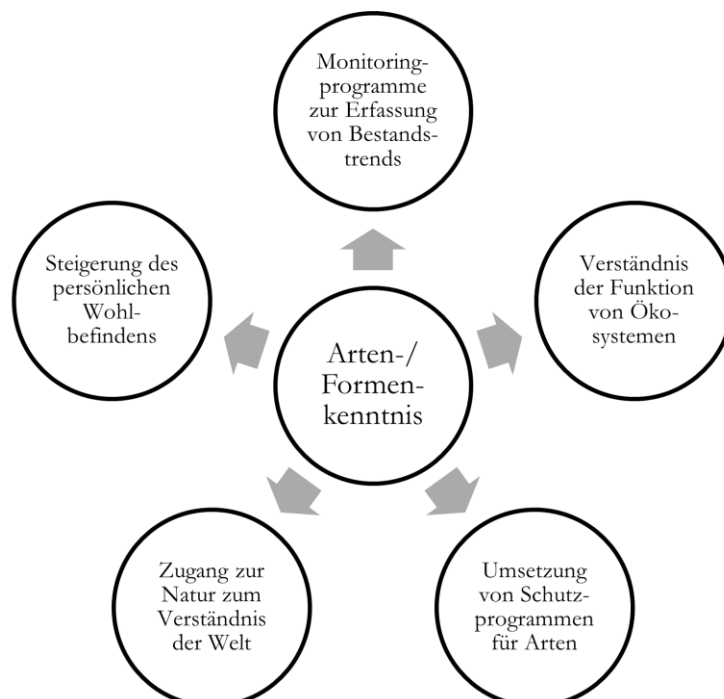 Monitoring-
programme
zur Erfassung
von Bestands-
trends
Steigerung des
persönlichen
Wohl-
befindens
Verständnis
der Funktion
von Öko-
systemen
Arten-/
Formen-
kenntnis
Zugang zur
Natur zum
Verständnis
der Welt
Umsetzung
von Schutz-
programmen
für Arten